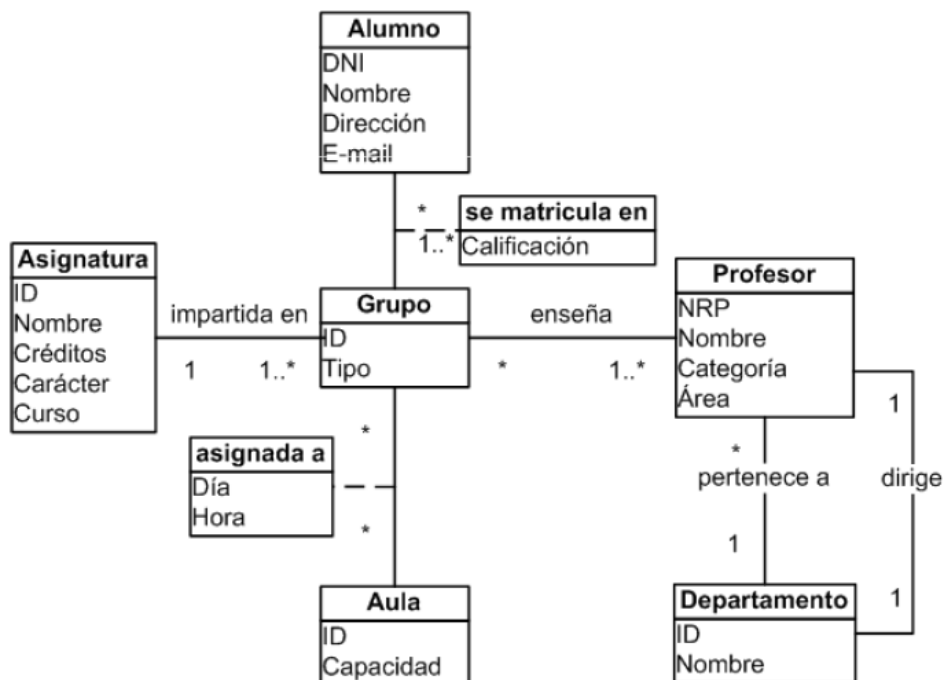 Alumno
DNI
Nombre
Dirección
E-mail
*
se matricula en
1..*
Calificación
Asignatura
ID
Nombre
Créditos
Carácter
Curso
impartida en
1
1..*
Grupo
ID
Tipo
enseña
*
1..*
Profesor
NRP
Nombre
Categoría
Área
1
*
pertenece a
dirige
1
1
*
asignada a
Día
Hora
*
Aula
ID
Capacidad
Departamento
ID
Nombre